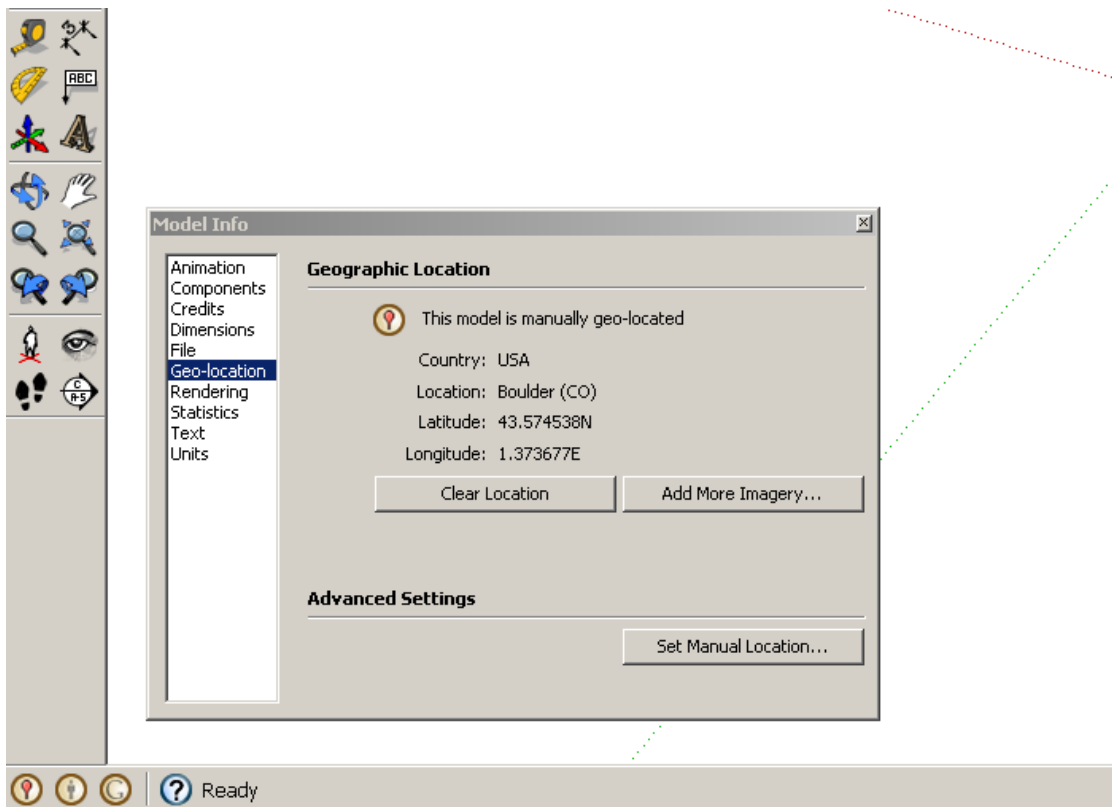 ABC
A
C
A-5
Model Info
Animation
Components
Credits
Dimensions
File
Geo-location
Rendering
Statistics
Text
Units
Geographic Location
This model is manually geo-located
Country: USA
Location: Boulder (CO)
Latitude: 43.574538N
Longitude: 1.373677E
Clear Location
Add More Imagery...
Advanced Settings
Set Manual Location...
Ready